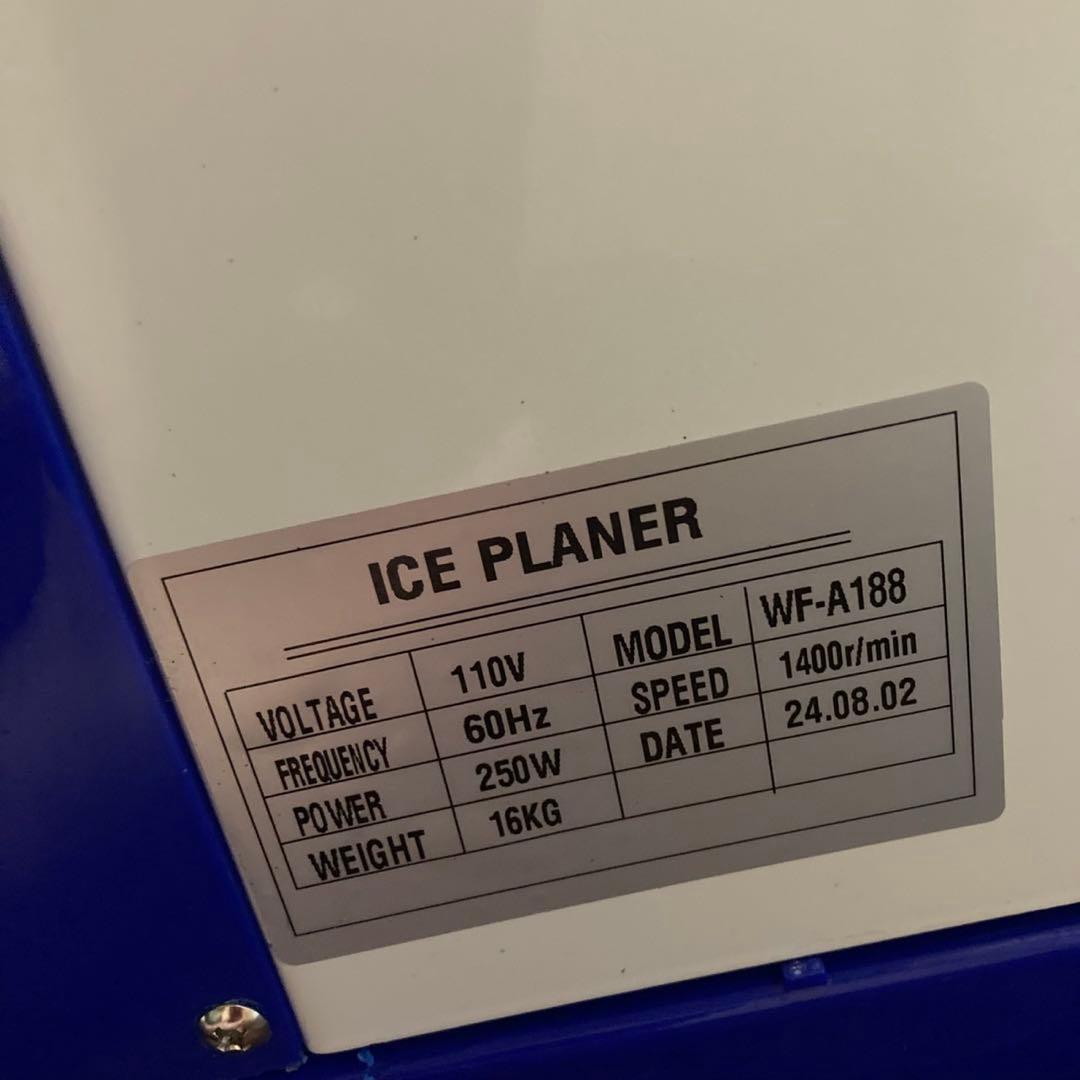 ICE PLANER
VOLTAGE 110V MODEL WF-A188
FREQUENCY 60Hz SPEED 1400r/min
POWER 250W DATE 24.08.02
WEIGHT 16KG